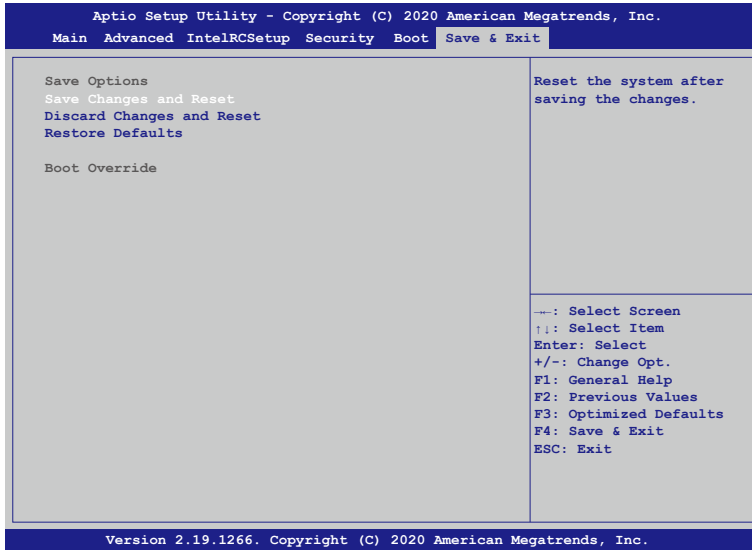 Aptio Setup Utility - Copyright (C) 2020 American Megatrends, Inc.
Main Advanced IntelRCSetup Security Boot Save & Exit
Save Options
Save Changes and Reset
Discard Changes and Reset
Restore Defaults
Boot Override
Reset the system after
saving the changes.
→←: Select Screen
↑↓: Select Item
Enter: Select
+/-: Change Opt.
F1: General Help
F2: Previous Values
F3: Optimized Defaults
F4: Save & Exit
ESC: Exit
Version 2.19.1266. Copyright (C) 2020 American Megatrends, Inc.